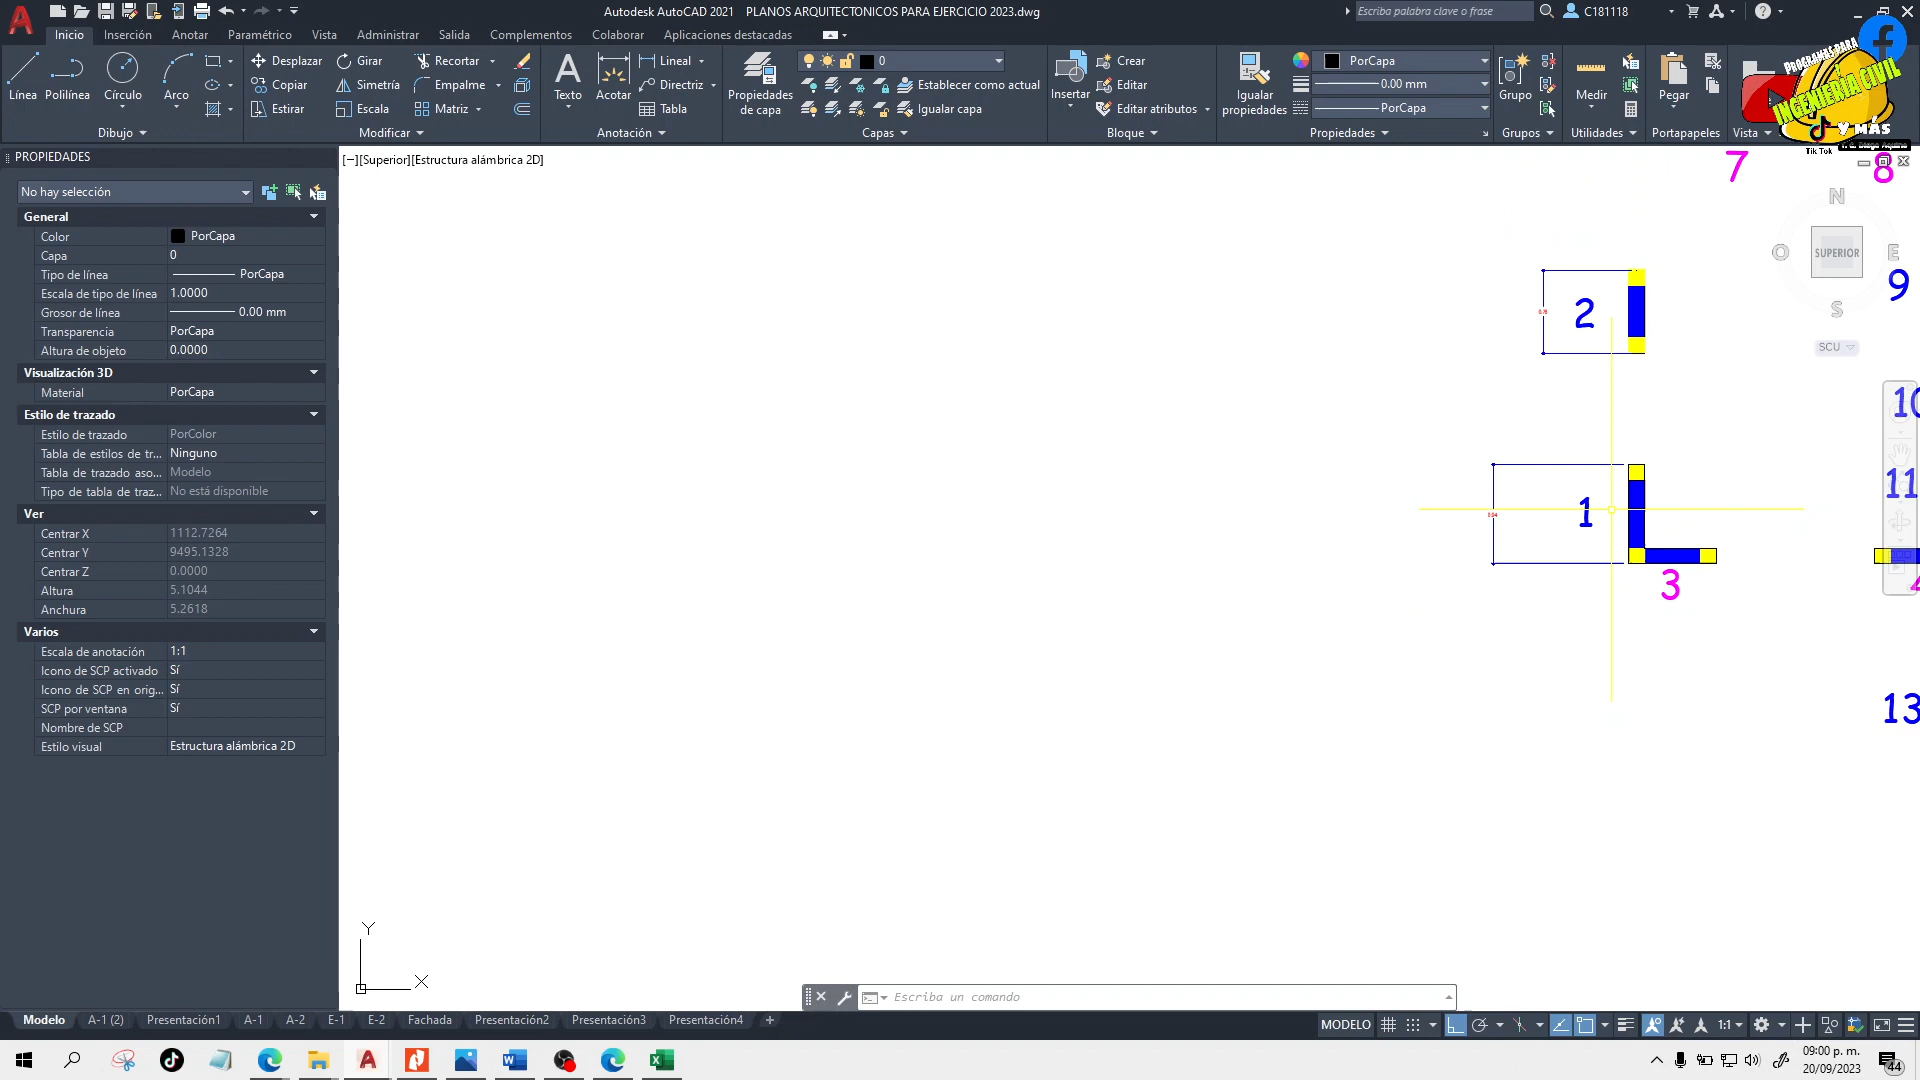 Autodesk AutoCAD 2021 PLANOS ARQUITECTONICOS PARA EJERCICIO 2023.dwg
Escriba palabra clave o frase
C181118
Inicio Inserción Anotar Paramétrico Vista Administrar Salida Complementos Colaborar Aplicaciones destacadas
Línea Polilínea Círculo Arco
Dibujo
Desplazar Girar Recortar
Copiar Simetría Empalme
Estirar Escala Matriz
Modificar
Texto Acotar
Lineal
Directriz
Tabla
Anotación
Propiedades de capa
0
Establecer como actual
Igualar capa
Capas
Insertar
Crear
Editar
Editar atributos
Bloque
Igualar propiedades
PorCapa
0.00 mm
PorCapa
Propiedades
Grupo
Grupos
Medir
Utilidades
Pegar
Portapapeles
Vista
PROGRAMAS PARA
INGENIERÍA CIVIL
Y MÁS
Tik Tok
PROPIEDADES
No hay selección
General
Color PorCapa
Capa 0
Tipo de línea PorCapa
Escala de tipo de línea 1.0000
Grosor de línea 0.00 mm
Transparencia PorCapa
Altura de objeto 0.0000
Visualización 3D
Material PorCapa
Estilo de trazado
Estilo de trazado PorColor
Tabla de estilos de tr... Ninguno
Tabla de trazado aso... Modelo
Tipo de tabla de traz... No está disponible
Ver
Centrar X 1112.7264
Centrar Y 9495.1328
Centrar Z 0.0000
Altura 5.1044
Anchura 5.2618
Varios
Escala de anotación 1:1
Icono de SCP activado Sí
Icono de SCP en orig... Sí
SCP por ventana Sí
Nombre de SCP
Estilo visual Estructura alámbrica 2D
[−][Superior][Estructura alámbrica 2D]
7 8
N
O SUPERIOR E
S
SCU
9
2
10
1
11
3
4
13
Y
X
Escriba un comando
Modelo A-1 (2) Presentación1 A-1 A-2 E-1 E-2 Fachada Presentación2 Presentación3 Presentación4 +
MODELO
1:1
09:00 p. m.
20/09/2023
44